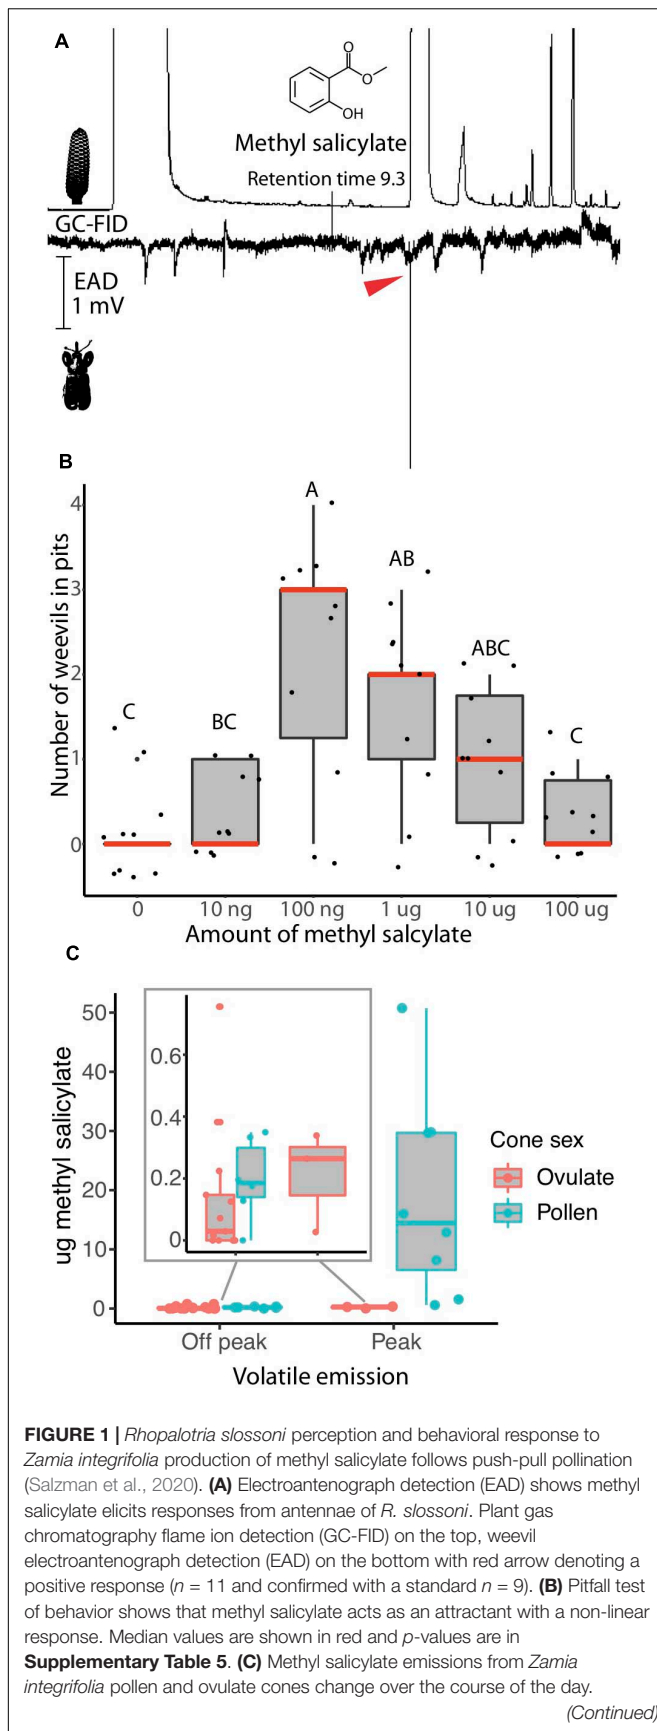 A
O
O
OH
Methyl salicylate
Retention time 9.3
GC-FID
EAD
1 mV
B
Number of weevils in pits
4
3
2
1
0
C
BC
A
AB
ABC
C
0
10 ng
100 ng
1 ug
10 ug
100 ug
Amount of methyl salcylate
C
ug methyl salicylate
50
40
30
20
10
0
0.6
0.4
0.2
0
Cone sex
Ovulate
Pollen
Off peak
Peak
Volatile emission
FIGURE 1 | Rhopalotria slossoni perception and behavioral response to
Zamia integrifolia production of methyl salicylate follows push-pull pollination
(Salzman et al., 2020). (A) Electroantenograph detection (EAD) shows methyl
salicylate elicits responses from antennae of R. slossoni. Plant gas
chromatography flame ion detection (GC-FID) on the top, weevil
electroantenograph detection (EAD) on the bottom with red arrow denoting a
positive response (n = 11 and confirmed with a standard n = 9). (B) Pitfall test
of behavior shows that methyl salicylate acts as an attractant with a non-linear
response. Median values are shown in red and p-values are in
Supplementary Table 5. (C) Methyl salicylate emissions from Zamia
integrifolia pollen and ovulate cones change over the course of the day.
(Continued)